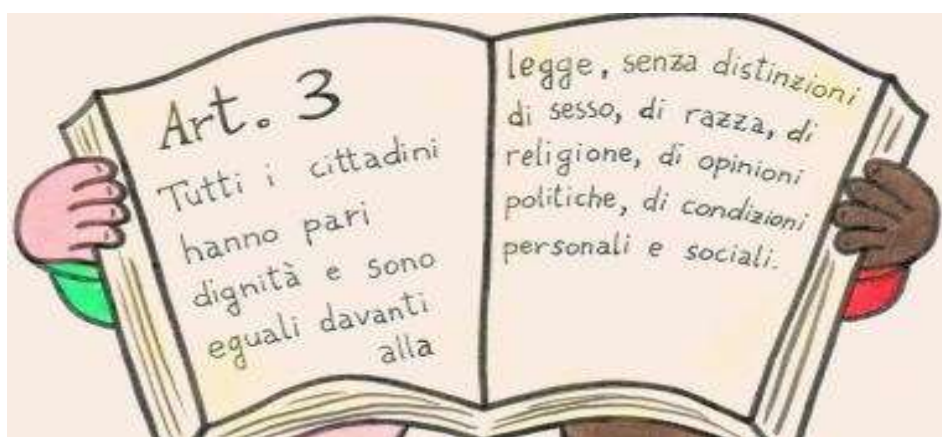 Art. 3
Tutti i cittadini
hanno pari
dignità e sono
eguali davanti
alla
legge, senza distinzioni
di sesso, di razza, di
religione, di opinioni
politiche, di condizioni
personali e sociali.